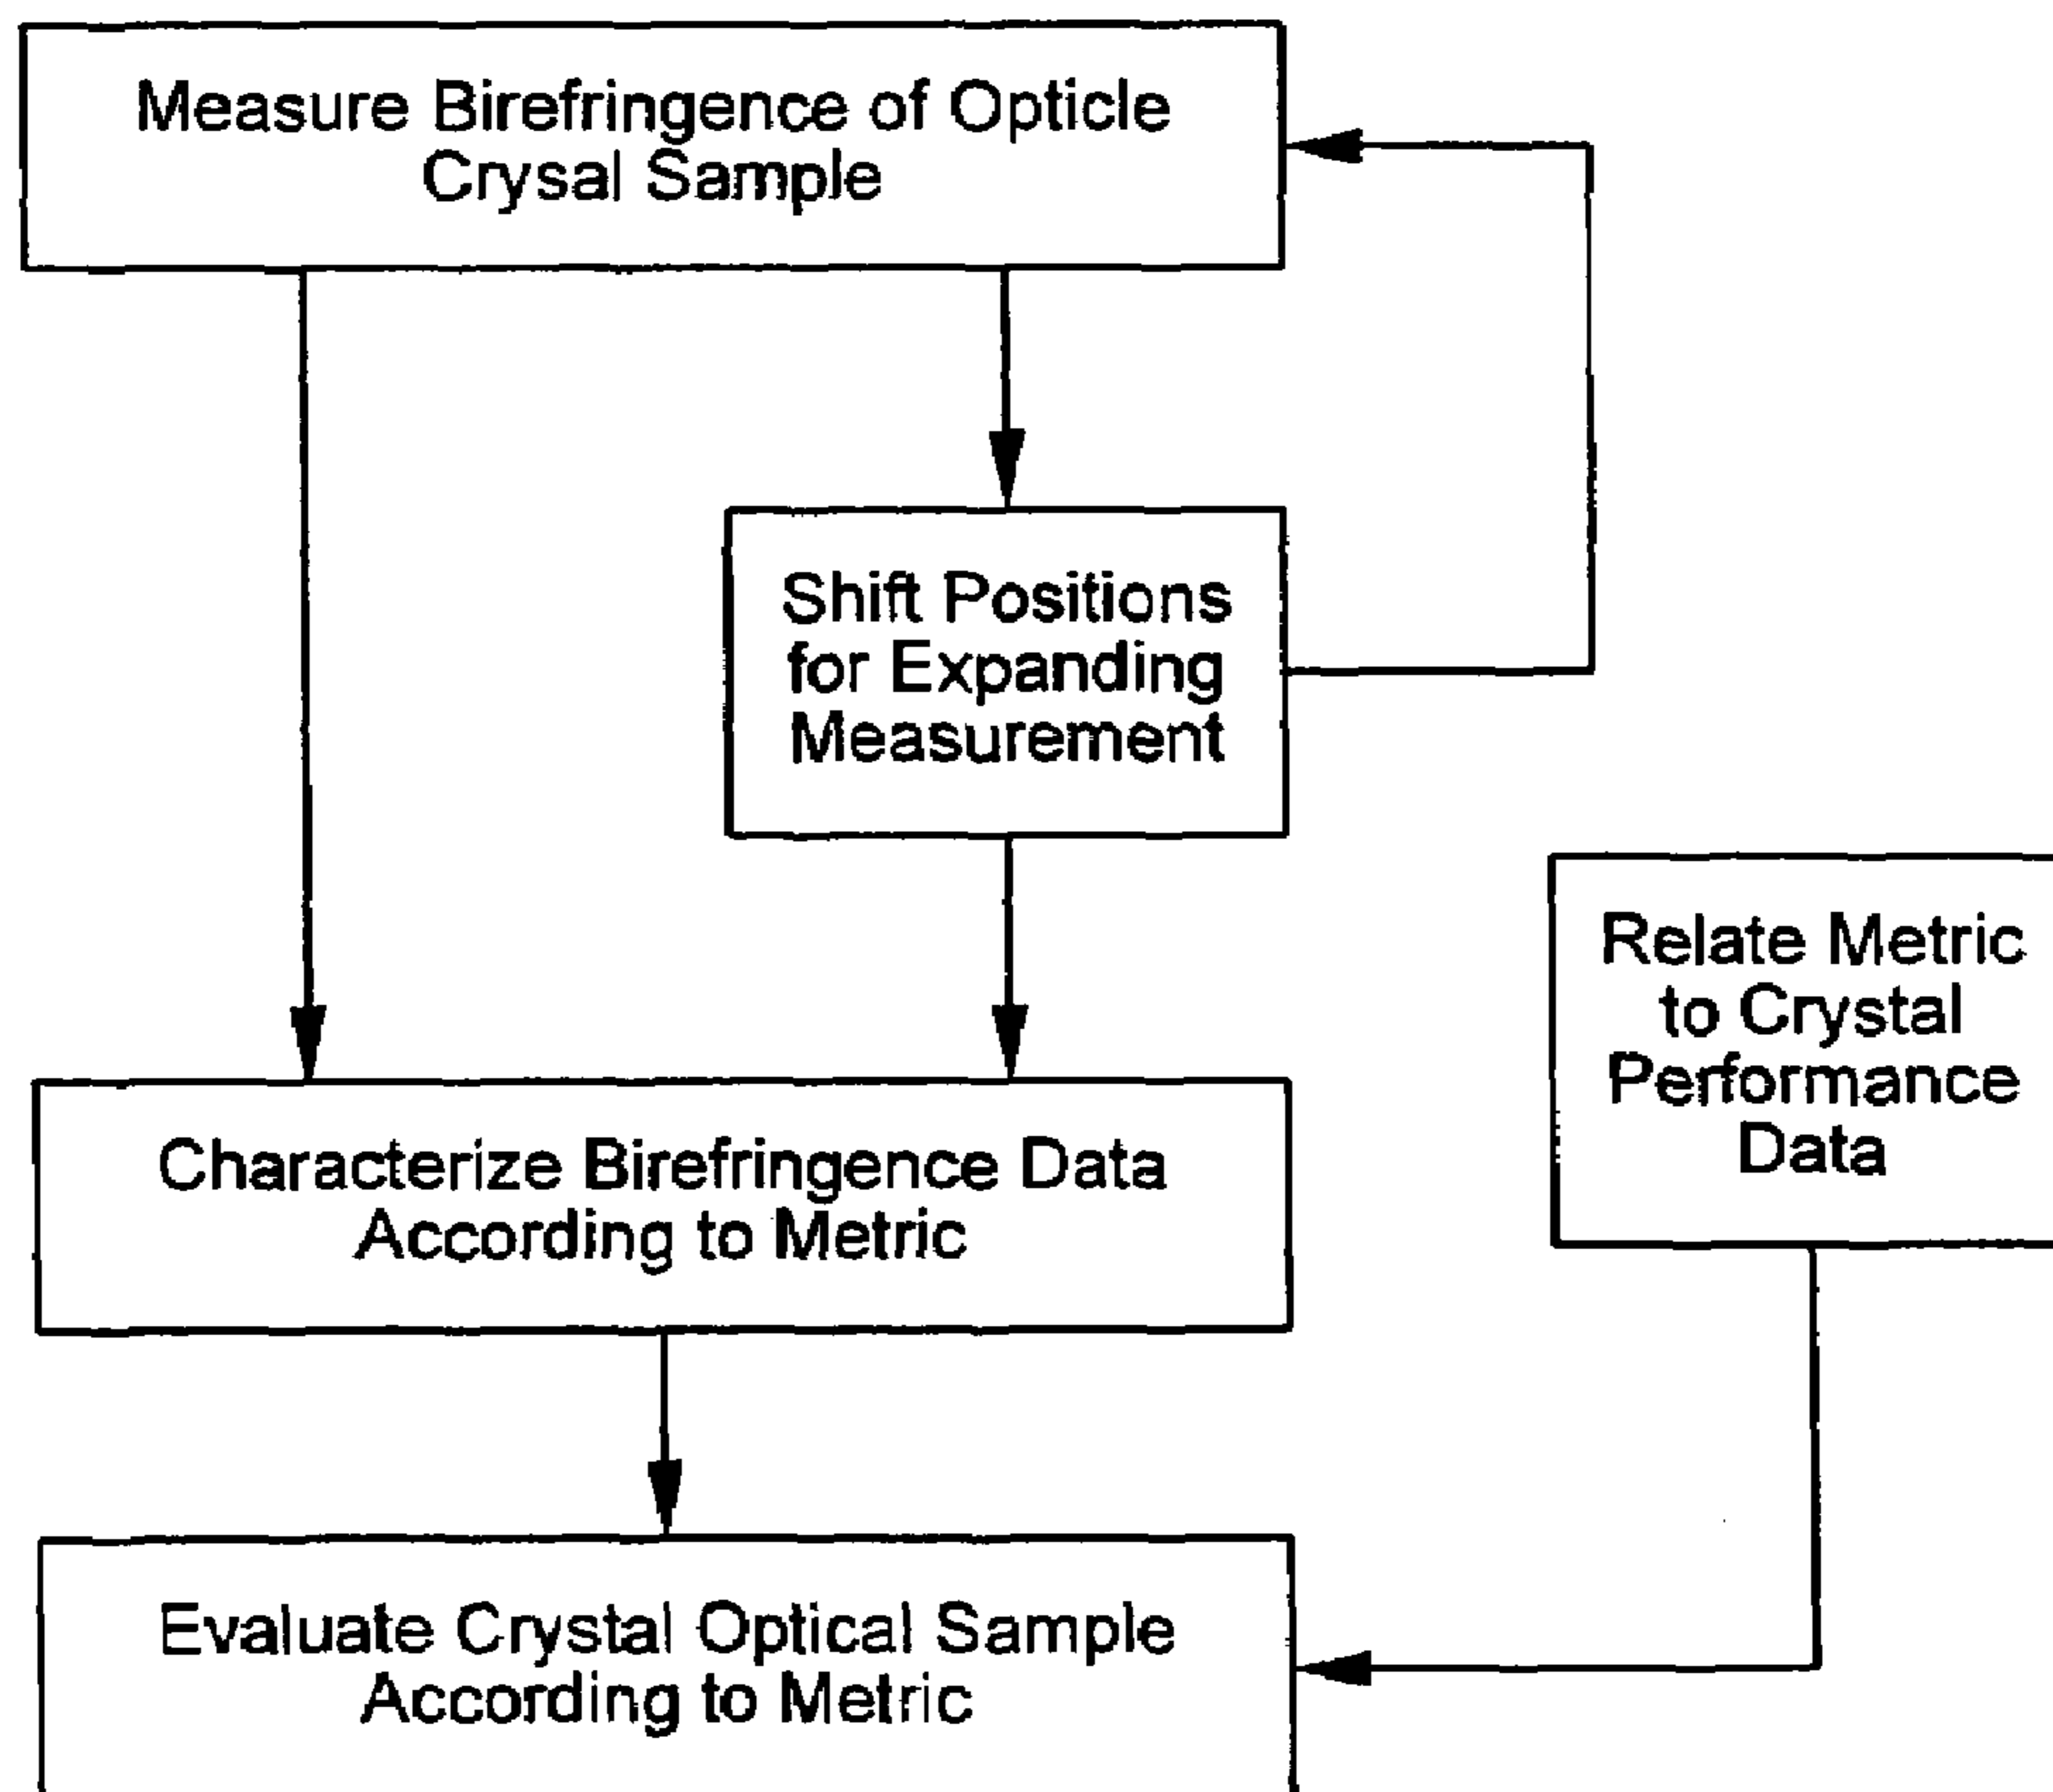 Measure Birefringence of Opticle
Crysal Sample
Shift Positions
for Expanding
Measurement
Relate Metric
to Crystal
Performance
Data
Characterize Birefringence Data
According to Metric
Evaluate Crystal Optical Sample
According to Metric